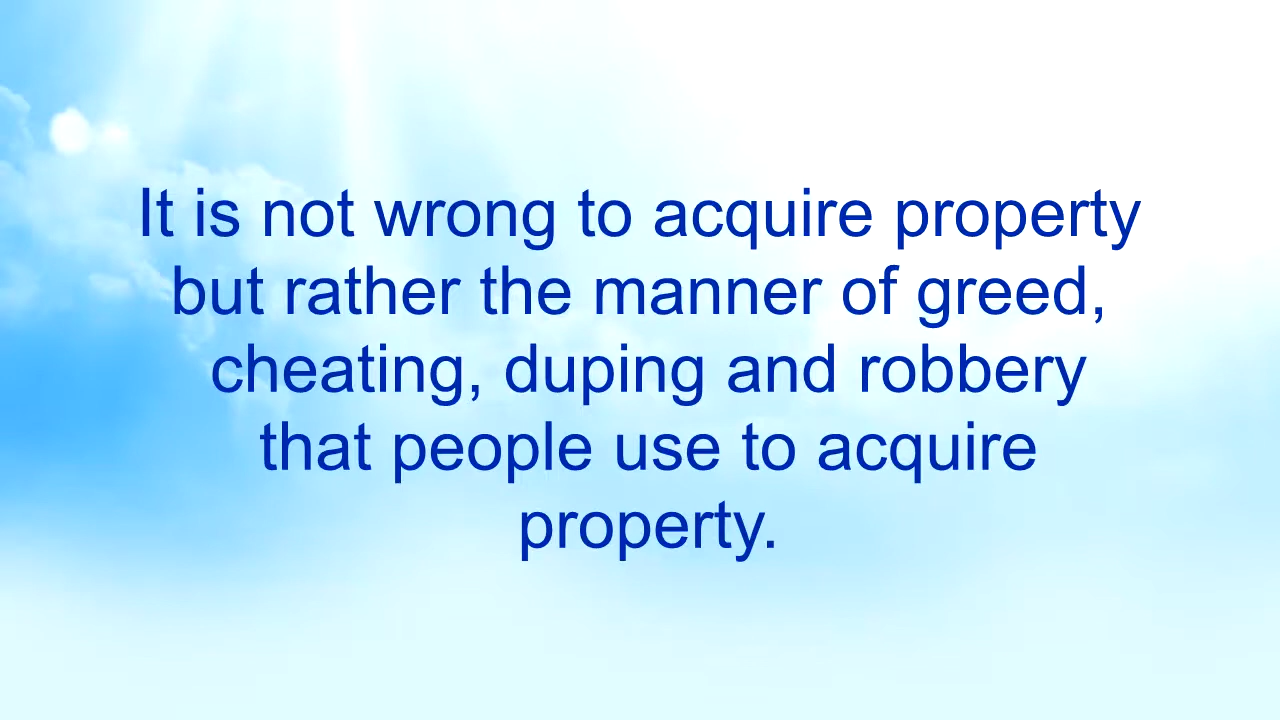 It is not wrong to acquire property
but rather the manner of greed,
cheating, duping and robbery
that people use to acquire
property.